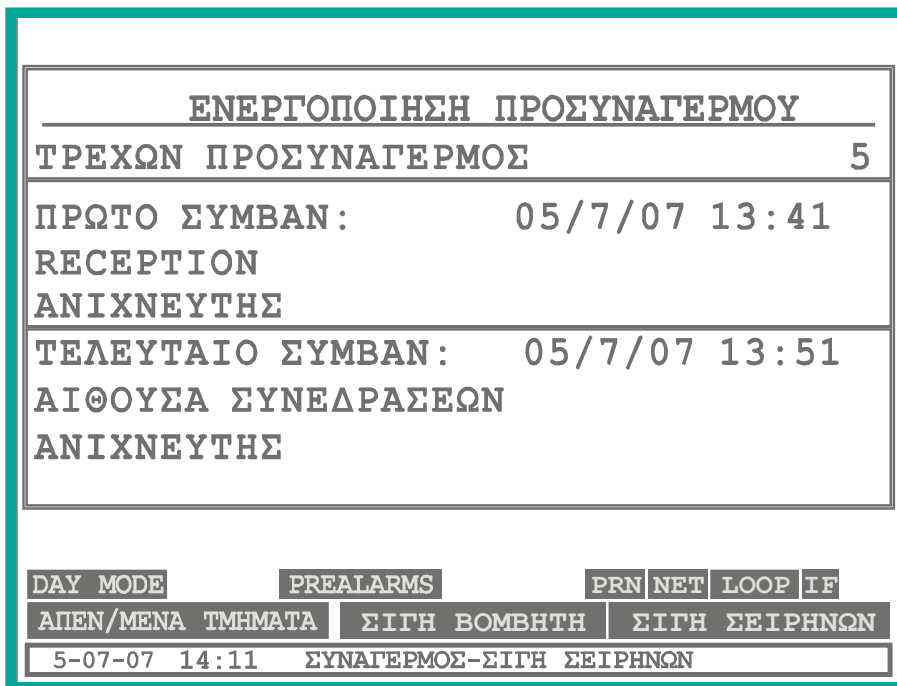 ΕΝΕΡΓΟΠΟΙΗΣΗ ΠΡΟΣΥΝΑΓΕΡΜΟΥ
ΤΡΕΧΩΝ ΠΡΟΣΥΝΑΓΕΡΜΟΣ 5
ΠΡΩΤΟ ΣΥΜΒΑΝ: 05/7/07 13:41
RECEPTION
ΑΝΙΧΝΕΥΤΗΣ
ΤΕΛΕΥΤΑΙΟ ΣΥΜΒΑΝ: 05/7/07 13:51
ΑΙΘΟΥΣΑ ΣΥΝΕΔΡΑΣΕΩΝ
ΑΝΙΧΝΕΥΤΗΣ
DAY MODE PREALARMS PRN NET LOOP IF
ΑΠΕΝ/ΜΕΝΑ ΤΜΗΜΑΤΑ ΣΙΓΗ ΒΟΜΒΗΤΗ ΣΙΓΗ ΣΕΙΡΗΝΩΝ
5-07-07 14:11 ΣΥΝΑΓΕΡΜΟΣ-ΣΙΓΗ ΣΕΙΡΗΝΩΝ